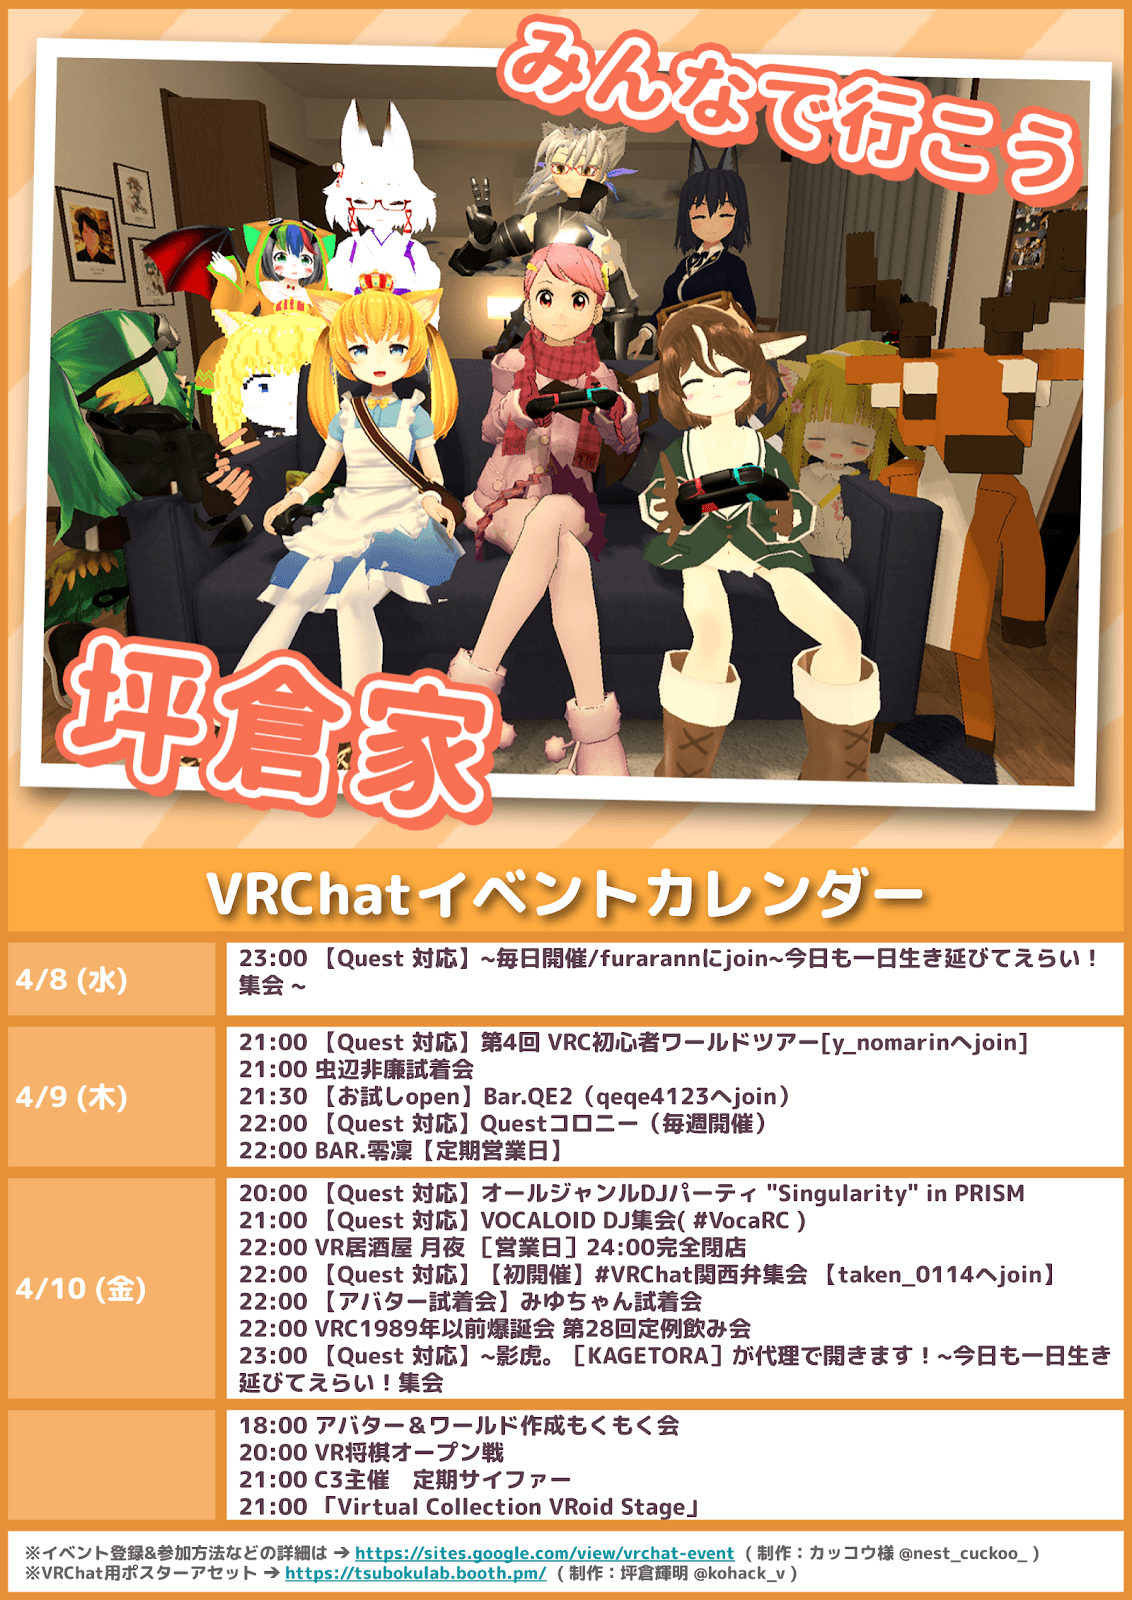 みんなで行こう
坪倉家
VRChatイベントカレンダー
4/8 (水)
23:00 【Quest 対応】~毎日開催/furarannにjoin~今日も一日生き延びてえらい！
集会 ~
4/9 (木)
21:00 【Quest 対応】第4回 VRC初心者ワールドツアー[y_nomarinへjoin]
21:00 虫辺非廉試着会
21:30 【お試しopen】Bar.QE2（qeqe4123へjoin）
22:00 【Quest 対応】Questコロニー（毎週開催）
22:00 BAR.零凜【定期営業日】
4/10 (金)
20:00 【Quest 対応】オールジャンルDJパーティ "Singularity" in PRISM
21:00 【Quest 対応】VOCALOID DJ集会( #VocaRC )
22:00 VR居酒屋 月夜 ［営業日］24:00完全閉店
22:00 【Quest 対応】【初開催】#VRChat関西弁集会 【taken_0114へjoin】
22:00 【アバター試着会】みゆちゃん試着会
22:00 VRC1989年以前爆誕会 第28回定例飲み会
23:00 【Quest 対応】~影虎。［KAGETORA］が代理で開きます！~今日も一日生き
延びてえらい！集会
18:00 アバター＆ワールド作成もくもく会
20:00 VR将棋オープン戦
21:00 C3主催　定期サイファー
21:00 「Virtual Collection VRoid Stage」
※イベント登録&参加方法などの詳細は → https://sites.google.com/view/vrchat-event （制作：カッコウ様 @nest_cuckoo_ ）
※VRChat用ポスターアセット → https://tsubokulab.booth.pm/ （制作：坪倉輝明 @kohack_v ）